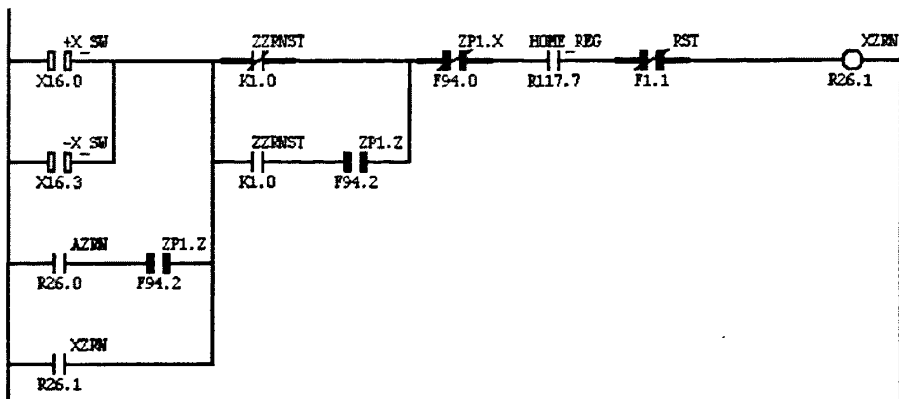 +X_SW ZZRNST ZP1.X HOME_REG RST XZRN
X16.0 K1.0 F94.0 R117.7 F1.1 R26.1
-X_SW ZZRNST ZP1.Z
X16.3 K1.0 F94.2
AZRN ZP1.Z
R26.0 F94.2
XZRN
R26.1